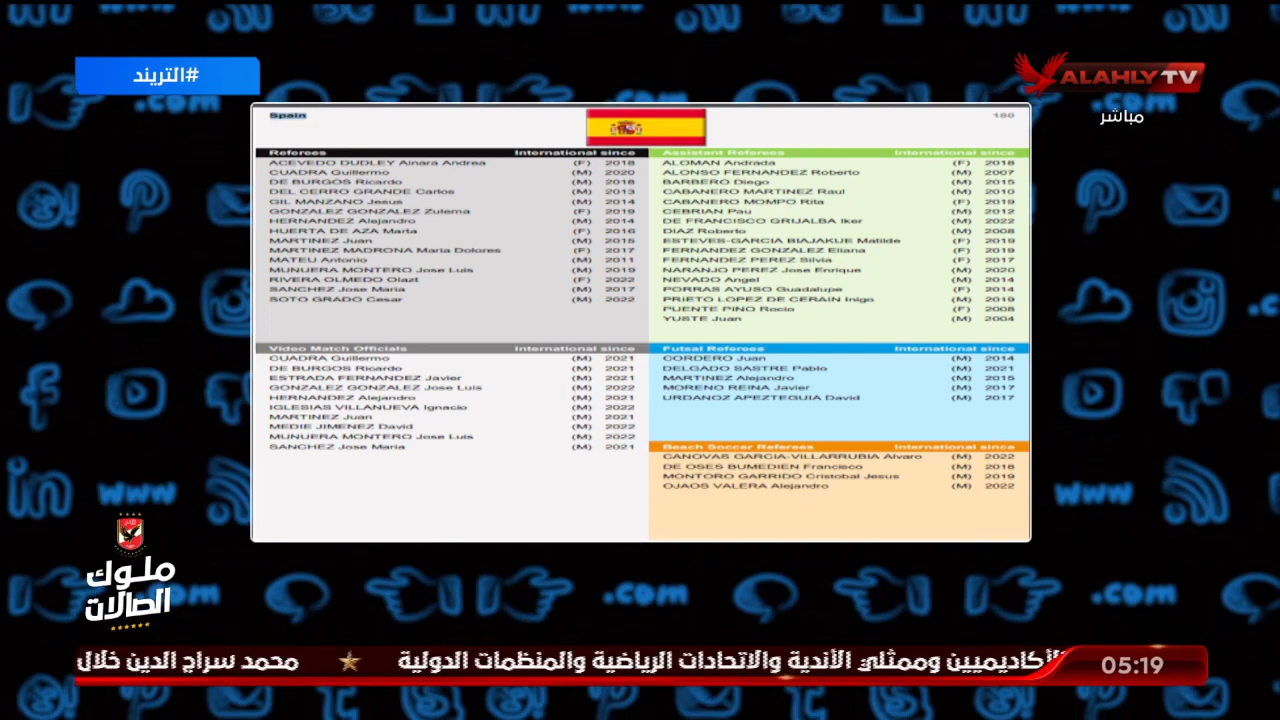 #التريند
ALAHLY TV
مباشر
Spain
180
Referees International since
ACEVEDO DUDLEY Ainara Andrea (F) 2018
CUADRA Guillermo (M) 2020
DE BURGOS Ricardo (M) 2018
DEL CERRO GRANDE Carlos (M) 2013
GIL MANZANO Jesus (M) 2014
GONZALEZ GONZALEZ Zulema (F) 2019
HERNANDEZ Alejandro (M) 2014
HUERTA DE AZA Marta (F) 2016
MARTINEZ Juan (M) 2015
MARTINEZ MADRONA Marta Dolores (F) 2017
MATEU Antonio (M) 2011
MUNUERA MONTERO Jose Luis (M) 2019
RIVERA OLMEDO Olazt (F) 2022
SANCHEZ Jose Maria (M) 2017
SOTO GRADO Cesar (M) 2022
Assistant Referees International since
ALOMAN Andrada (F) 2018
ALONSO FERNANDEZ Roberto (M) 2007
BARBERO Diego (M) 2015
CABANERO MARTINEZ Raul (M) 2010
CABANERO MOMPO Rita (F) 2019
CEBRIAN Pau (M) 2012
DE FRANCISCO GRIJALBA Iker (M) 2022
DIAZ Roberto (M) 2008
ESTEVES-GARCIA BIAJAKUE Matilde (F) 2019
FERNANDEZ GONZALEZ Eliana (F) 2019
FERNANDEZ PEREZ Silvia (F) 2017
NARANJO PEREZ Jose Enrique (M) 2020
NEVADO Angel (M) 2014
PORRAS AYUSO Guadalupe (F) 2014
PRIETO LOPEZ DE CERAIN Inigo (M) 2019
PUENTE PINO Rocio (F) 2008
YUSTE Juan (M) 2004
Video Match Officials International since
CUADRA Guillermo (M) 2021
DE BURGOS Ricardo (M) 2021
ESTRADA FERNANDEZ Javier (M) 2021
GONZALEZ GONZALEZ Jose Luis (M) 2022
HERNANDEZ Alejandro (M) 2021
IGLESIAS VILLANUEVA Ignacio (M) 2022
MARTINEZ Juan (M) 2021
MEDIE JIMENEZ David (M) 2022
MUNUERA MONTERO Jose Luis (M) 2022
SANCHEZ Jose Maria (M) 2021
Futsal Referees International since
CORDERO Juan (M) 2014
DELGADO SASTRE Pablo (M) 2021
MARTINEZ Alejandro (M) 2015
MORENO REINA Javier (M) 2017
URDANOZ APEZTEGUIA David (M) 2017
Beach Soccer Referees International since
CANOVAS GARCIA-VILLARRUBIA Alvaro (M) 2022
DE OSES BUMEDIEN Francisco (M) 2018
MONTORO GARRIDO Cristobal Jesus (M) 2019
OJAOS VALERA Alejandro (M) 2022
ملوك
الصالات
الأكاديميين وممثلي الأندية والاتحادات الرياضية والمنظمات الدولية ★ محمد سراج الدين خلال
05:19